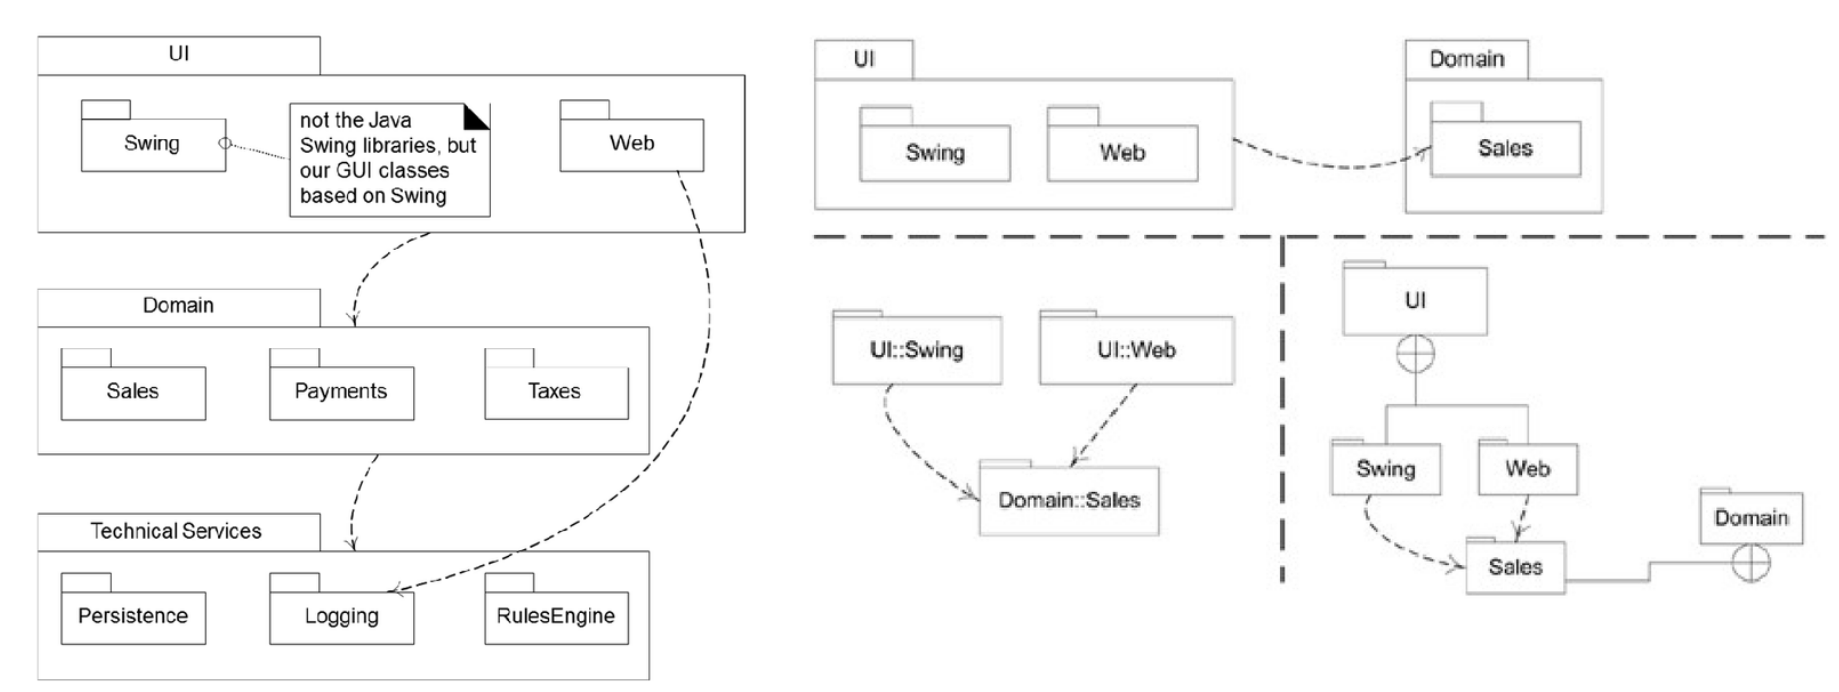 UI
Swing
not the Java
Swing libraries, but
our GUI classes
based on Swing
Web
Domain
Sales
Payments
Taxes
Technical Services
Persistence
Logging
RulesEngine
UI
Swing
Web
Domain
Sales
UI::Swing
UI::Web
Domain::Sales
UI
Swing
Web
Sales
Domain